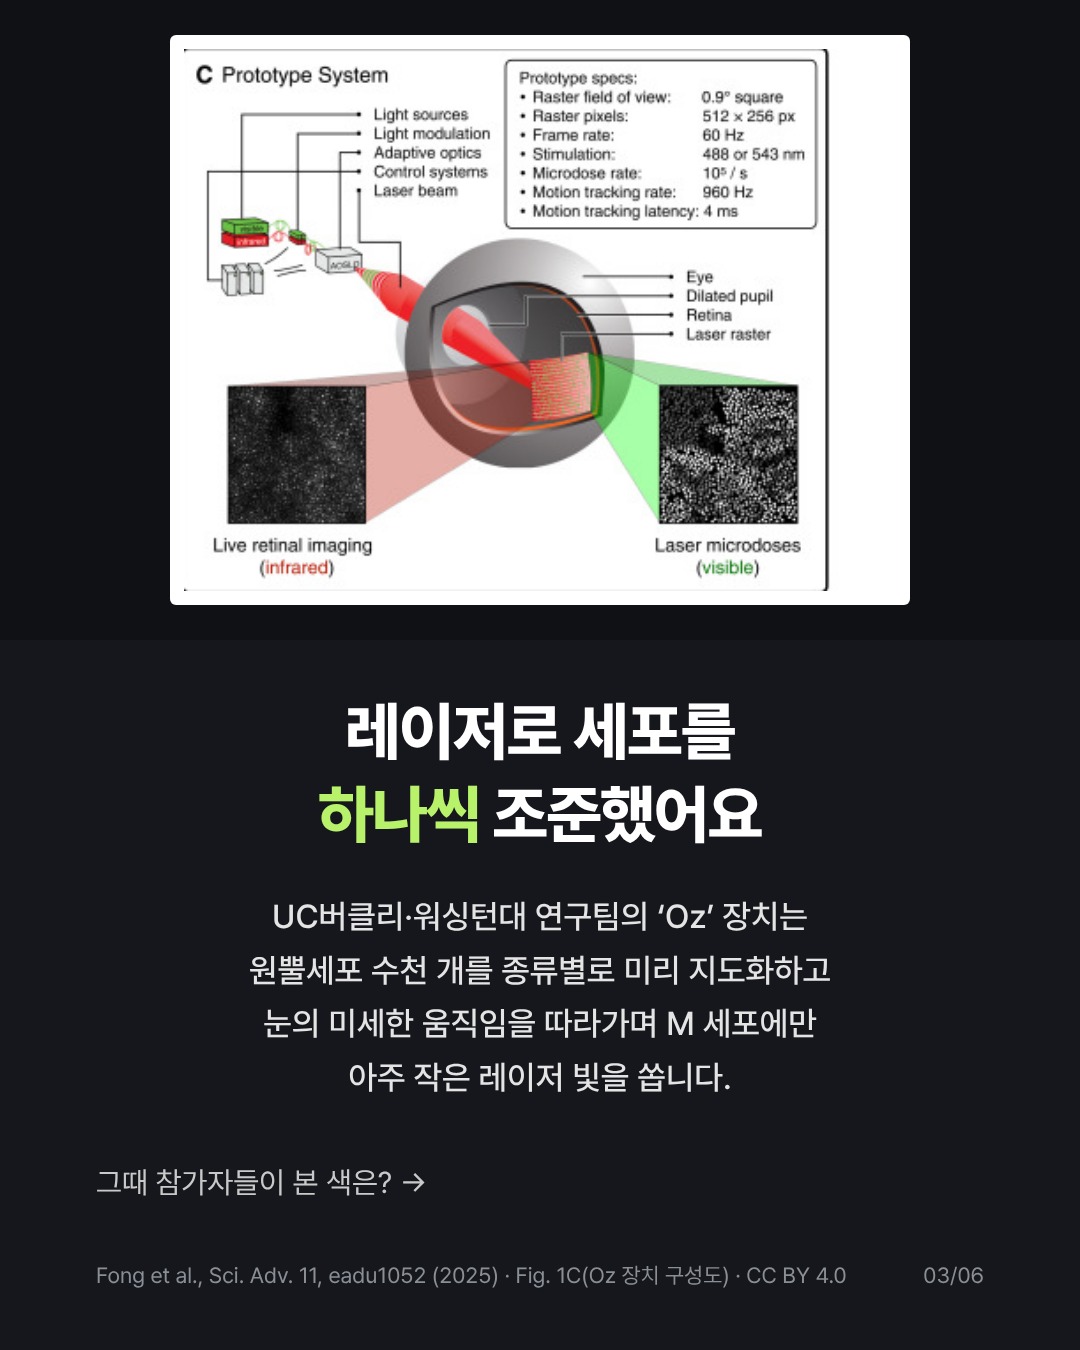 C Prototype System
Light sources
Light modulation
Adaptive optics
Control systems
Laser beam
Prototype specs:
• Raster field of view: 0.9° square
• Raster pixels: 512 × 256 px
• Frame rate: 60 Hz
• Stimulation: 488 or 543 nm
• Microdose rate: 10⁵ / s
• Motion tracking rate: 960 Hz
• Motion tracking latency: 4 ms
visible
infrared
AOSLO
Eye
Dilated pupil
Retina
Laser raster
Live retinal imaging
(infrared)
Laser microdoses
(visible)
레이저로 세포를
하나씩 조준했어요
UC버클리·워싱턴대 연구팀의 ‘Oz’ 장치는
원뿔세포 수천 개를 종류별로 미리 지도화하고
눈의 미세한 움직임을 따라가며 M 세포에만
아주 작은 레이저 빛을 쏩니다.
그때 참가자들이 본 색은? →
Fong et al., Sci. Adv. 11, eadu1052 (2025) · Fig. 1C(Oz 장치 구성도) · CC BY 4.0
03/06